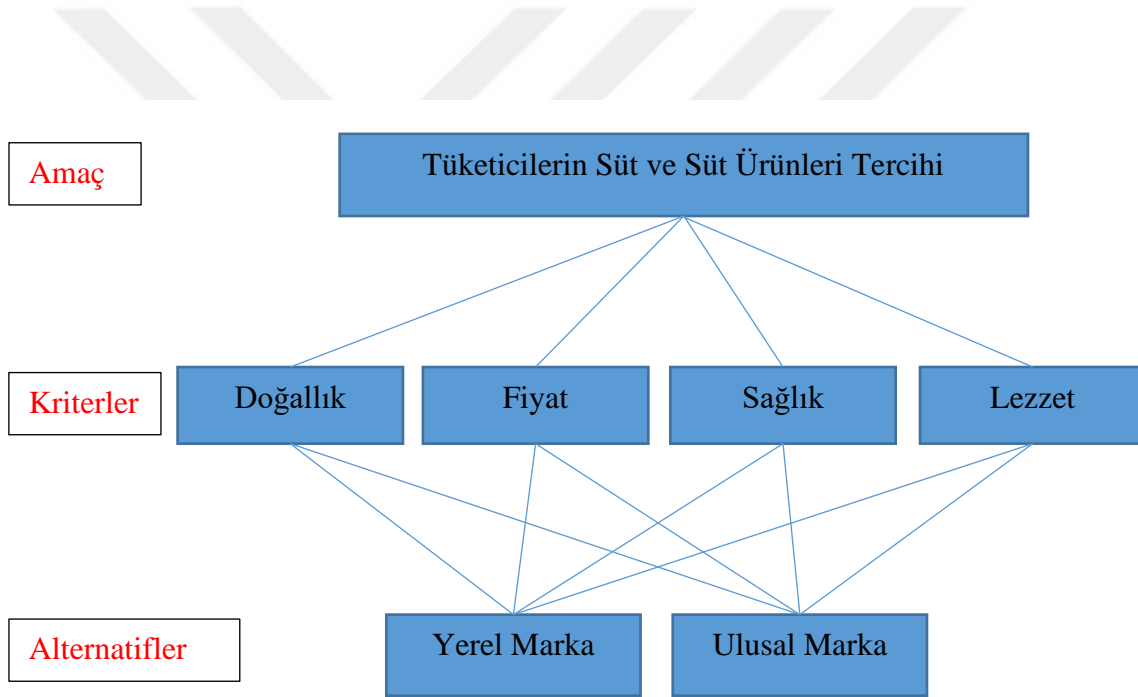 Amaç
Tüketicilerin Süt ve Süt Ürünleri Tercihi
Kriterler
Doğallık
Fiyat
Sağlık
Lezzet
Alternatifler
Yerel Marka
Ulusal Marka